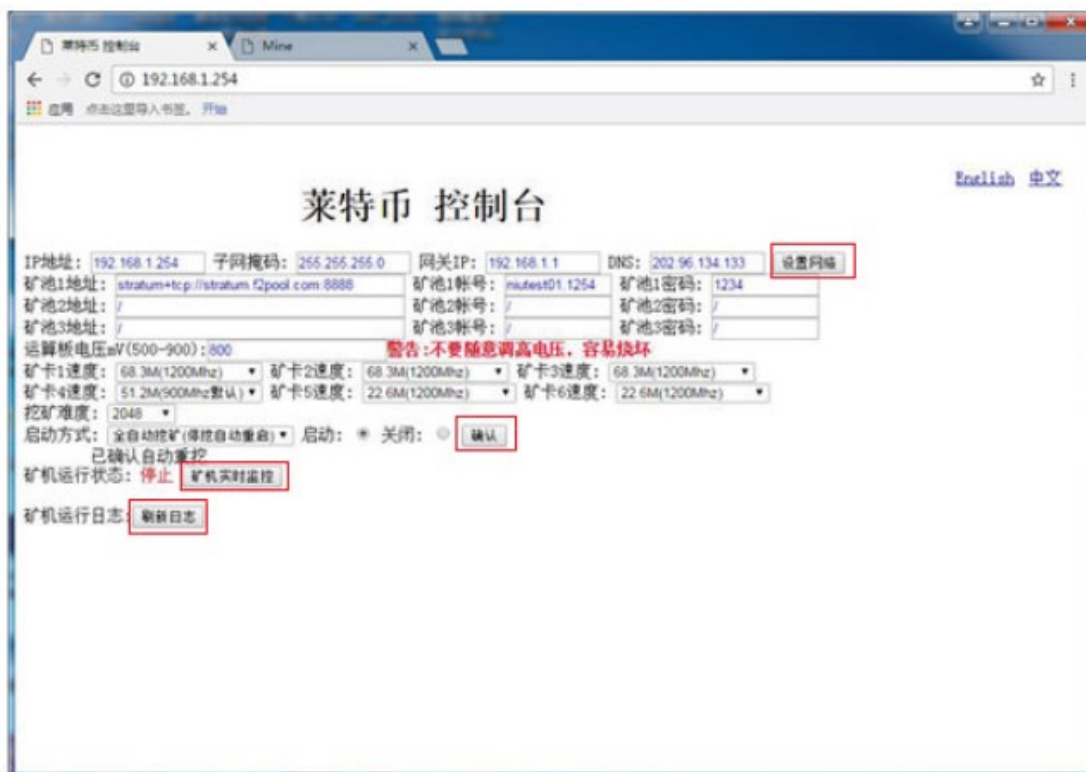 莱特币 控制台
Mine
192.168.1.254
应用 点击这里导入书签。 开始
English 中文
莱特币 控制台
IP地址: 192.168.1.254 子网掩码: 255.255.255.0 网关IP: 192.168.1.1 DNS: 202.96.134.133 设置网络
矿池1地址: stratum+tcp://stratum.f2pool.com:8888 矿池1帐号: niutest01.1254 矿池1密码: 1234
矿池2地址: / 矿池2帐号: / 矿池2密码: /
矿池3地址: / 矿池3帐号: / 矿池3密码: /
运算板电压mV(500-900): 800 警告:不要随意调高电压，容易烧坏
矿卡1速度: 68.3M(1200Mhz) 矿卡2速度: 68.3M(1200Mhz) 矿卡3速度: 68.3M(1200Mhz)
矿卡4速度: 51.2M(900Mhz默认) 矿卡5速度: 22.6M(1200Mhz) 矿卡6速度: 22.6M(1200Mhz)
挖矿难度: 2048
启动方式: 全自动挖矿(停挖自动重启) 启动: 关闭: 确认
已确认自动重挖
矿机运行状态: 停止 矿机实时监控
矿机运行日志: 刷新日志